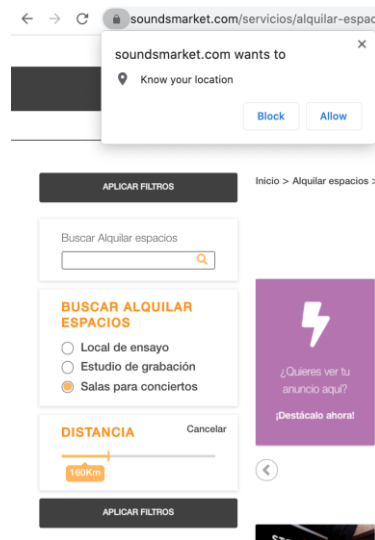 soundsmarket.com/servicios/alquilar-espac
soundsmarket.com wants to
Know your location
Block Allow
APLICAR FILTROS
Inicio > Alquilar espacios >
Buscar Alquilar espacios
BUSCAR ALQUILAR
ESPACIOS
Local de ensayo
Estudio de grabación
Salas para conciertos
¿Quieres ver tu
anuncio aquí?
¡Destácalo ahora!
DISTANCIA Cancelar
160Km
APLICAR FILTROS